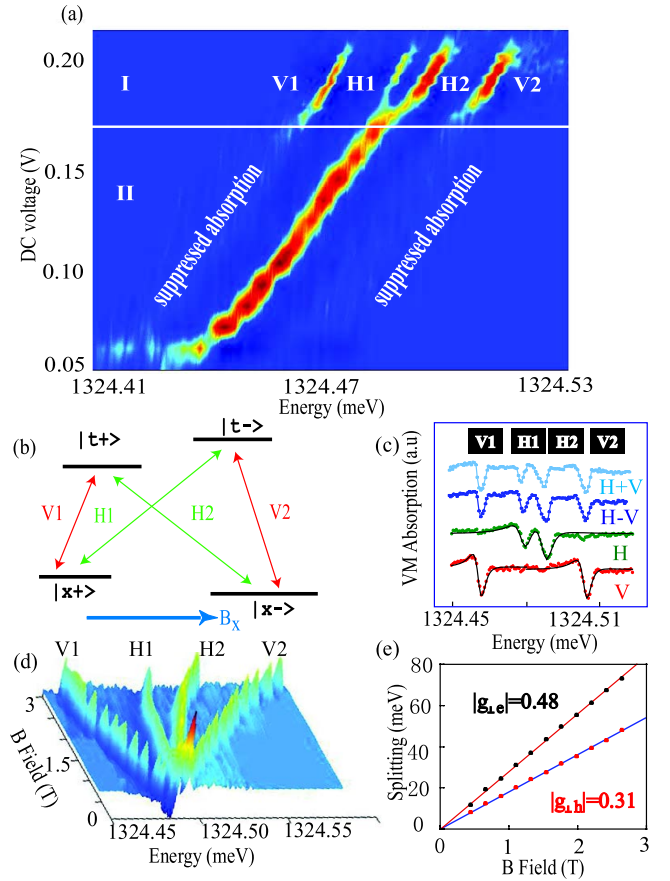 (a)
DC voltage (V)
0.20
0.15
0.10
0.05
I
II
V1
H1
H2
V2
suppressed absorption
suppressed absorption
1324.41
1324.47
1324.53
Energy (meV)
(b)
|t+>
|t->
V1
H1
H2
V2
|x+>
|x->
Bx
(c)
VM Absorption (a.u)
V1
H1
H2
V2
H+V
H-V
H
V
1324.45
1324.51
Energy (meV)
(d)
V1
H1
H2
V2
B Field (T)
3
1.5
0
1324.45
1324.50
1324.55
Energy (meV)
(e)
Splitting (meV)
80
60
40
20
0
|g⊥e|=0.48
|g⊥h|=0.31
0
1
2
3
B Field (T)